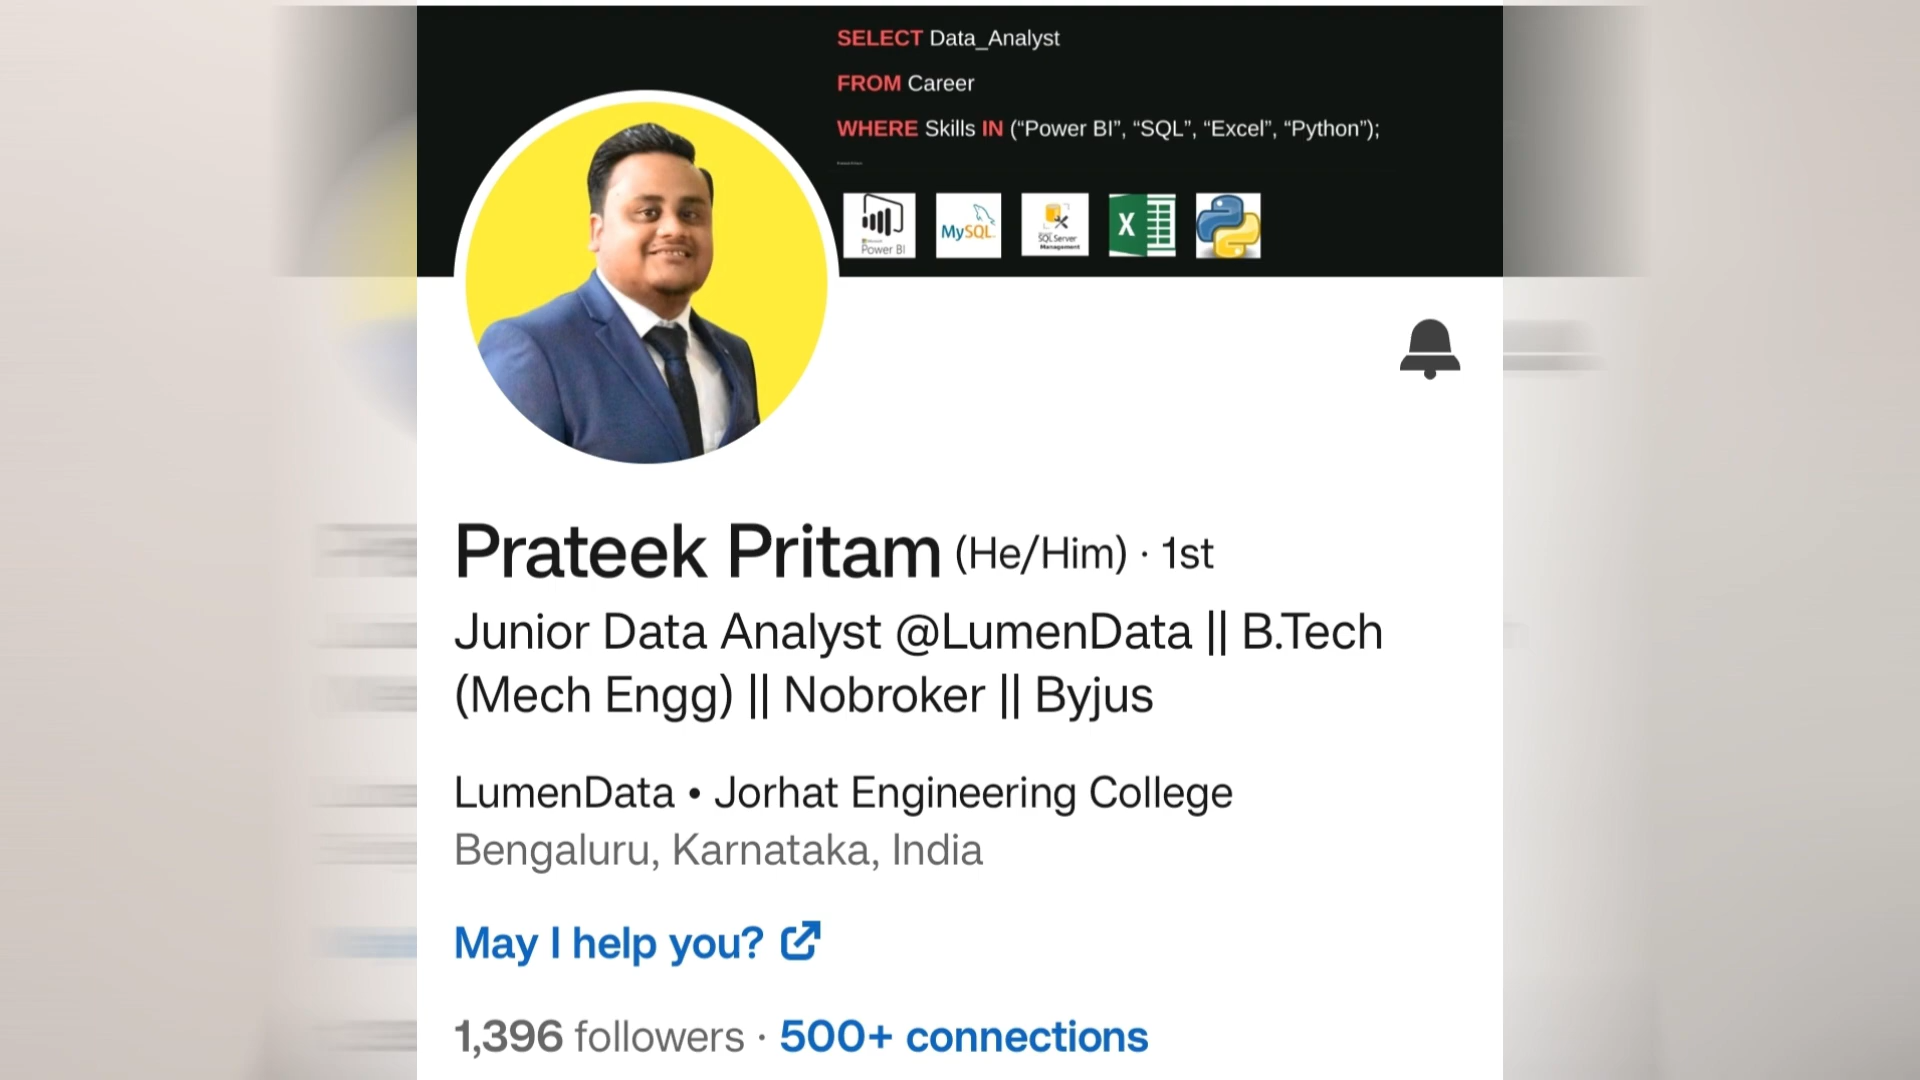 SELECT Data_Analyst
FROM Career
WHERE Skills IN (“Power BI”, “SQL”, “Excel”, “Python”);
Power BI
MySQL
SQL Server
Management
X
Prateek Pritam (He/Him) · 1st
Junior Data Analyst @LumenData || B.Tech
(Mech Engg) || Nobroker || Byjus
LumenData • Jorhat Engineering College
Bengaluru, Karnataka, India
May I help you?
1,396 followers · 500+ connections